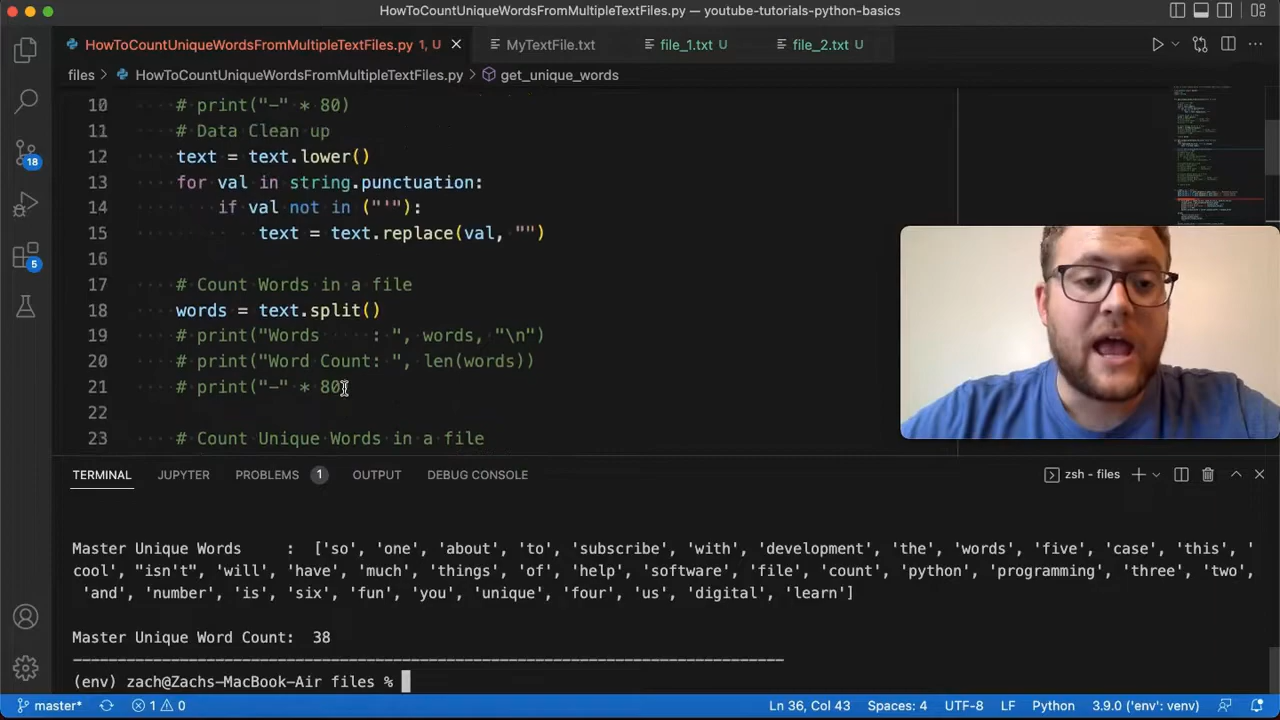 HowToCountUniqueWordsFromMultipleTextFiles.py — youtube-tutorials-python-basics
HowToCountUniqueWordsFromMultipleTextFiles.py 1, U MyTextFile.txt file_1.txt U file_2.txt U
files > HowToCountUniqueWordsFromMultipleTextFiles.py > get_unique_words
10 # print("-" * 80)
11 # Data Clean up
12 text = text.lower()
13 for val in string.punctuation:
14 if val not in ("'"):
15 text = text.replace(val, "")
16
17 # Count Words in a file
18 words = text.split()
19 # print("Words : ", words, "\n")
20 # print("Word Count: ", len(words))
21 # print("-" * 80)
22
23 # Count Unique Words in a file
18
5
TERMINAL JUPYTER PROBLEMS 1 OUTPUT DEBUG CONSOLE zsh - files
Master Unique Words : ['so', 'one', 'about', 'to', 'subscribe', 'with', 'development', 'the', 'words', 'five', 'case', 'this', '
cool', "isn't", 'will', 'have', 'much', 'things', 'of', 'help', 'software', 'file', 'count', 'python', 'programming', 'three', 'two',
'and', 'number', 'is', 'six', 'fun', 'you', 'unique', 'four', 'us', 'digital', 'learn']
Master Unique Word Count: 38
--------------------------------------------------------------------------------
(env) zach@Zachs-MacBook-Air files %
master* 1 0 Ln 36, Col 43 Spaces: 4 UTF-8 LF Python 3.9.0 ('env': venv)